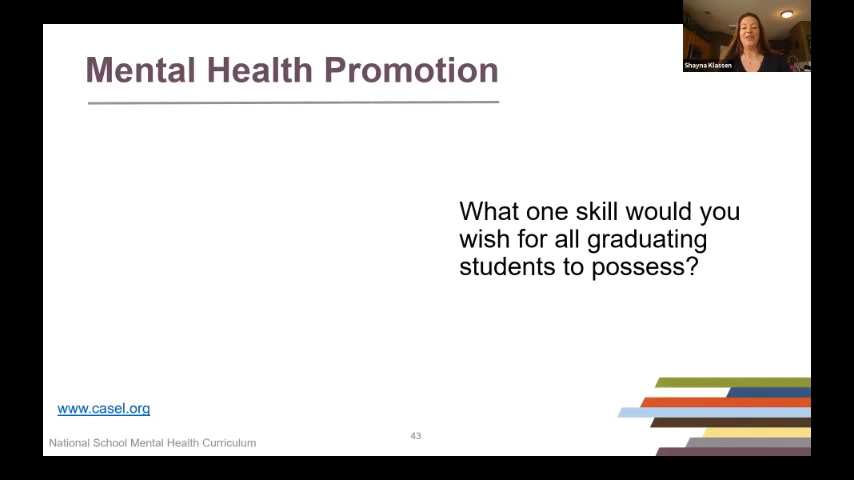 Mental Health Promotion
Shayna Klassen
What one skill would you
wish for all graduating
students to possess?
www.casel.org
43
National School Mental Health Curriculum